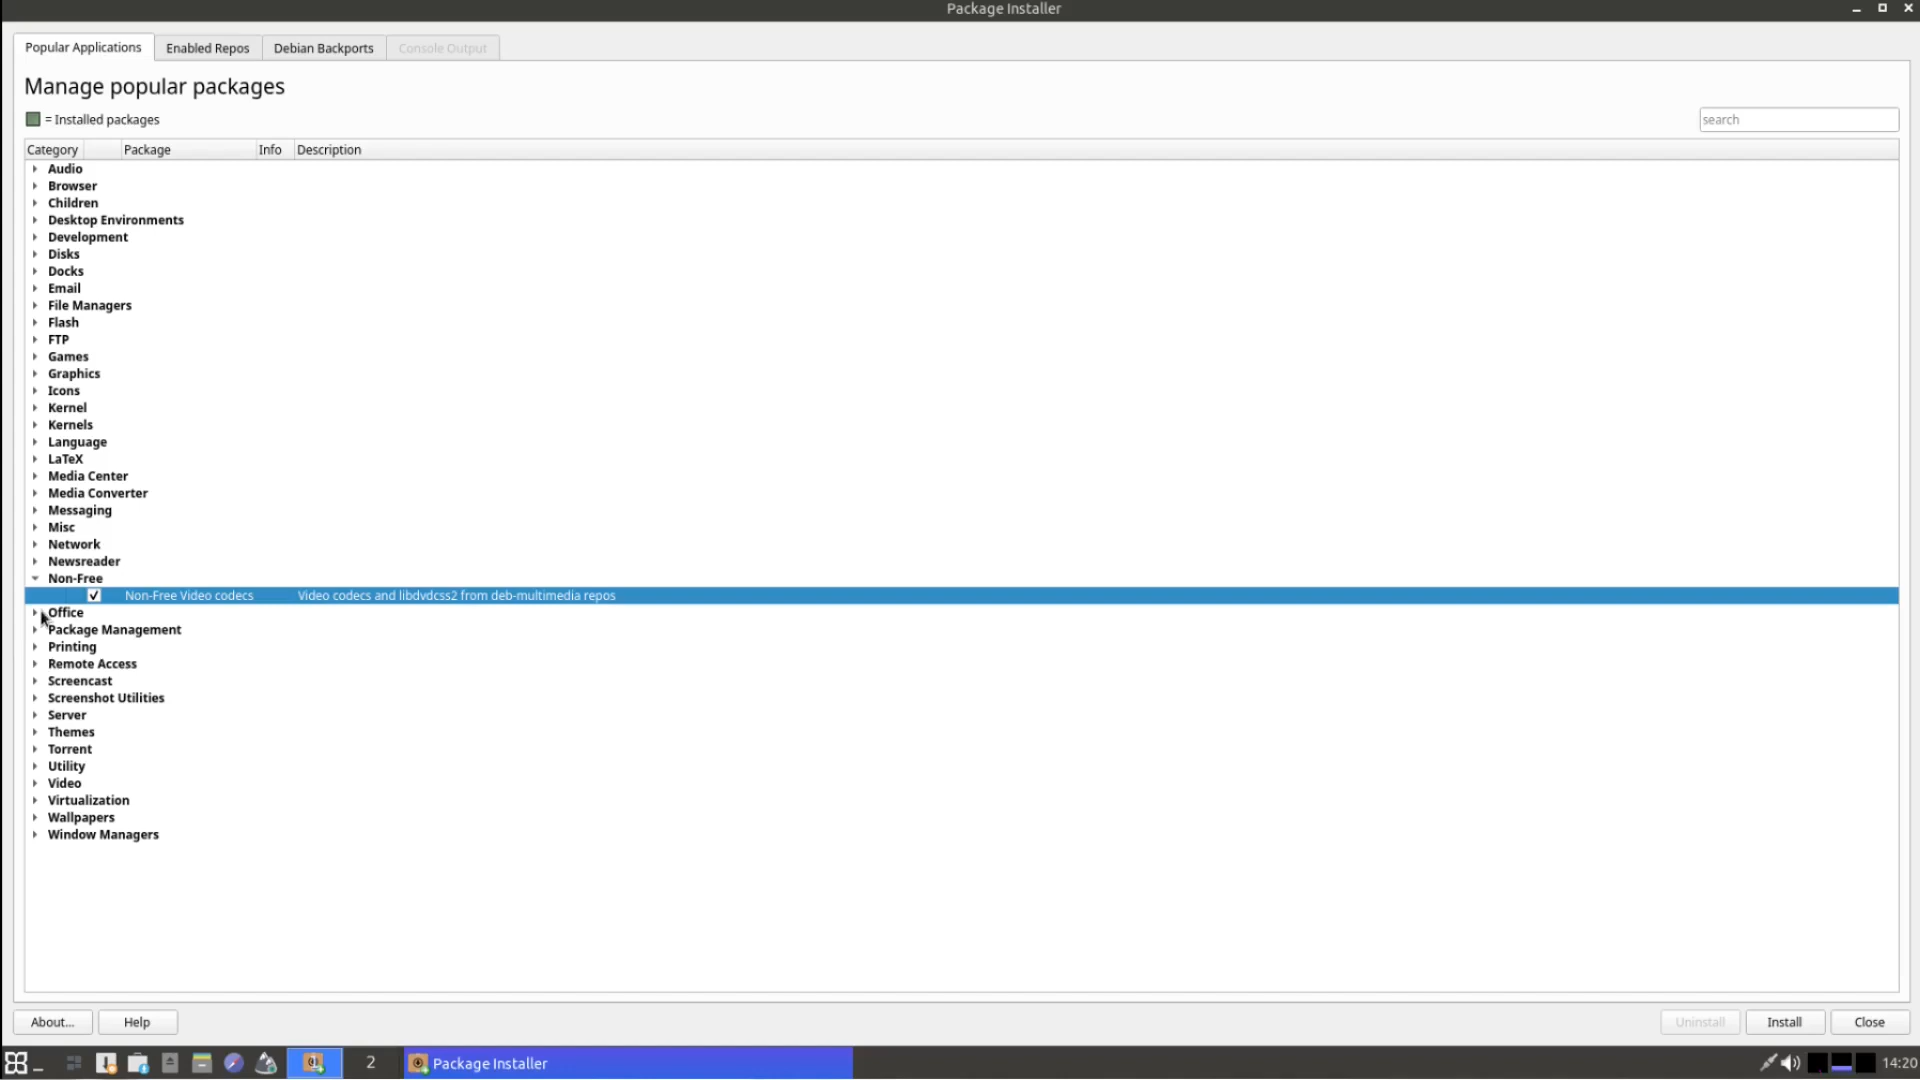 Package Installer
Popular Applications
Enabled Repos
Debian Backports
Console Output
Manage popular packages
= Installed packages
search
Category
Package
Info
Description
Audio
Browser
Children
Desktop Environments
Development
Disks
Docks
Email
File Managers
Flash
FTP
Games
Graphics
Icons
Kernel
Kernels
Language
LaTeX
Media Center
Media Converter
Messaging
Misc
Network
Newsreader
Non-Free
Non-Free Video codecs
Video codecs and libdvdcss2 from deb-multimedia repos
Office
Package Management
Printing
Remote Access
Screencast
Screenshot Utilities
Server
Themes
Torrent
Utility
Video
Virtualization
Wallpapers
Window Managers
About...
Help
Uninstall
Install
Close
2
Package Installer
14:20